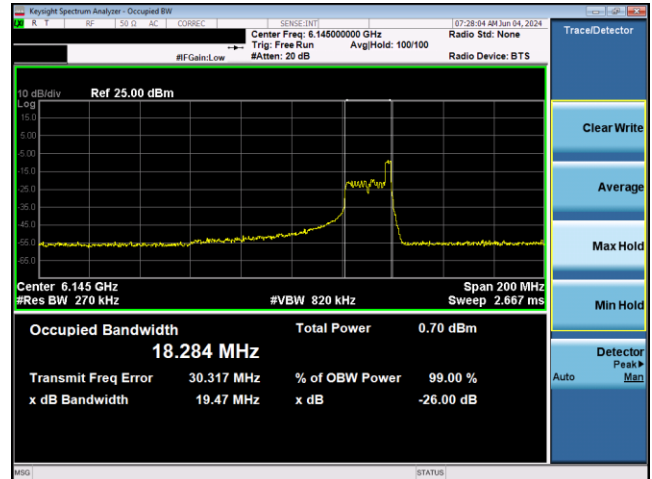 Keysight Spectrum Analyzer - Occupied BW
R T RF 50 Ω AC CORREC SENSE:INT 07:28:04 AM Jun 04, 2024
Center Freq: 6.145000000 GHz Radio Std: None
Trig: Free Run Avg|Hold: 100/100
#IFGain:Low #Atten: 20 dB Radio Device: BTS
10 dB/div Ref 25.00 dBm
Log
15.0
5.00
-5.00
-15.0
-25.0
-35.0
-45.0
-55.0
-65.0
Center 6.145 GHz Span 200 MHz
#Res BW 270 kHz #VBW 820 kHz Sweep 2.667 ms
Occupied Bandwidth Total Power 0.70 dBm
18.284 MHz
Transmit Freq Error 30.317 MHz % of OBW Power 99.00 %
x dB Bandwidth 19.47 MHz x dB -26.00 dB
MSG STATUS
Trace/Detector
Clear Write
Average
Max Hold
Min Hold
Detector
Peak▶
Auto Man